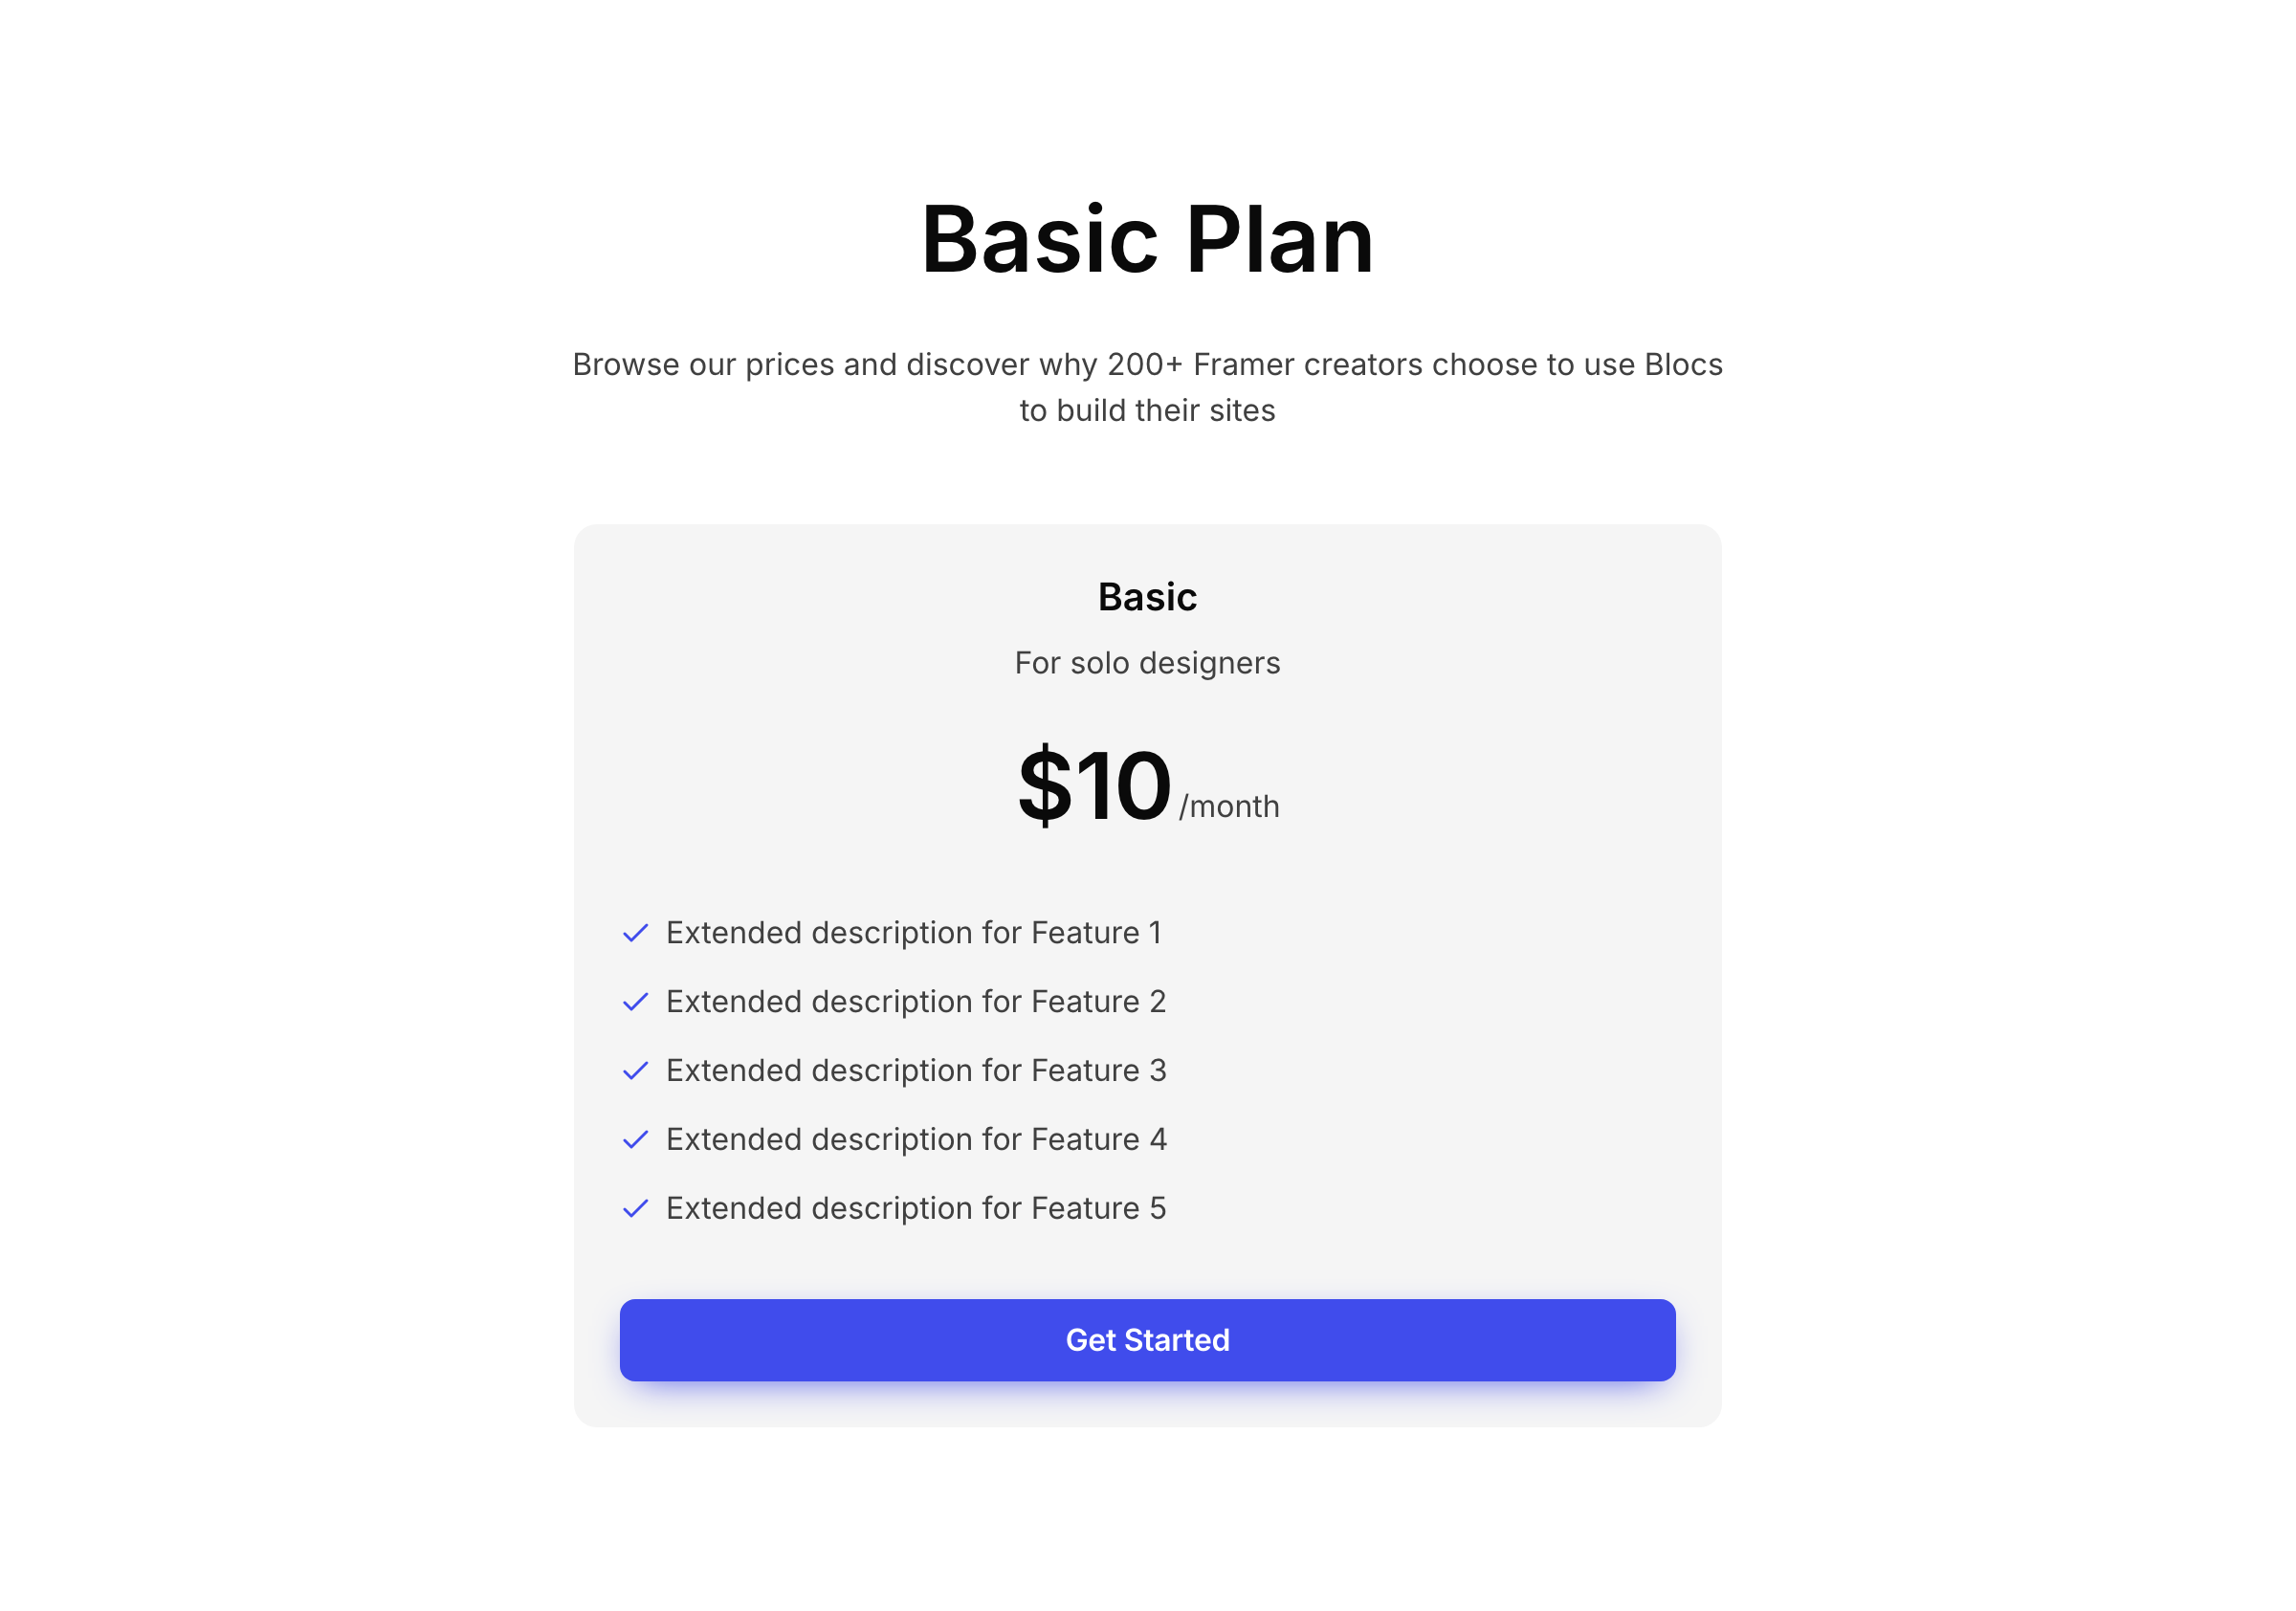 Basic Plan
Browse our prices and discover why 200+ Framer creators choose to use Blocs
to build their sites
Basic
For solo designers
$10 /month
Extended description for Feature 1
Extended description for Feature 2
Extended description for Feature 3
Extended description for Feature 4
Extended description for Feature 5
Get Started